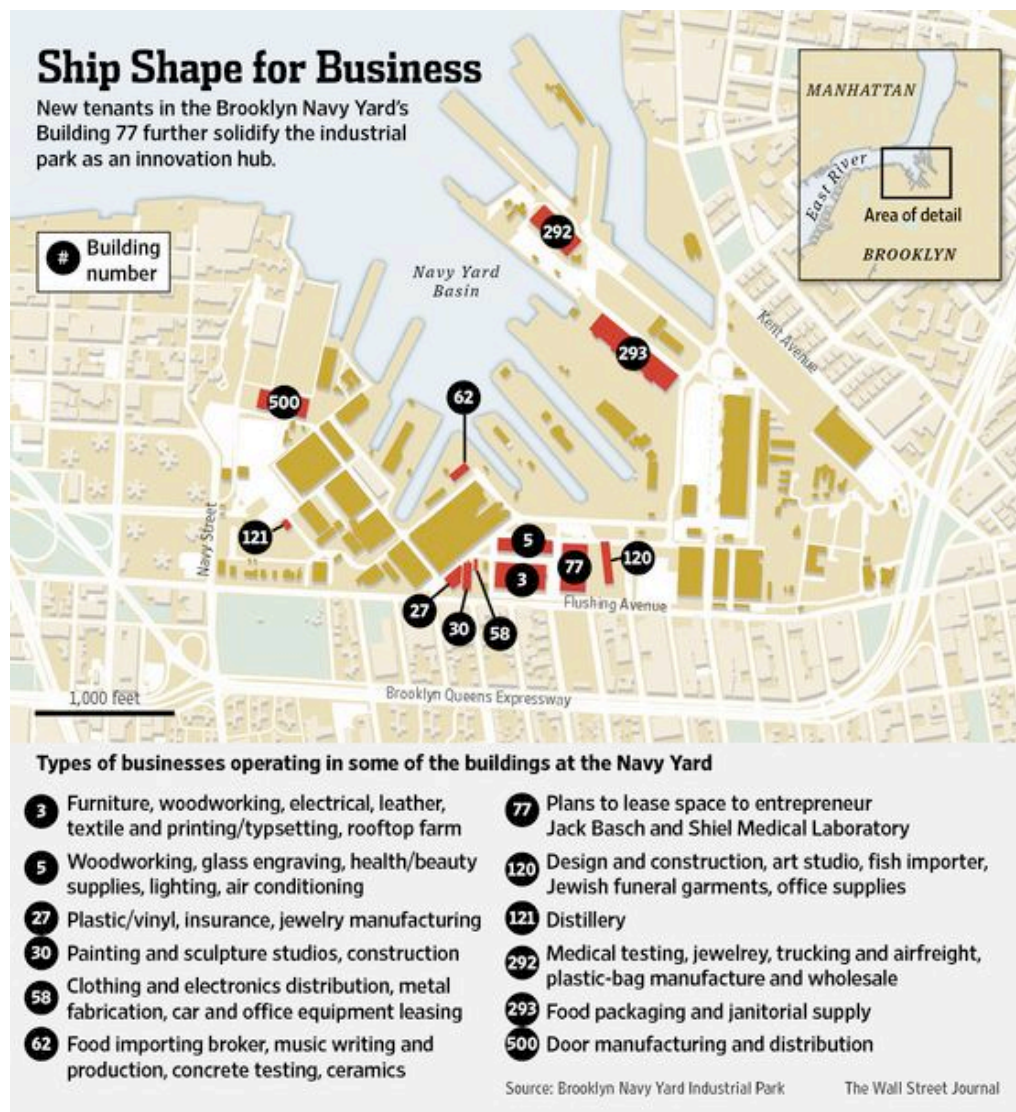 Ship Shape for Business
New tenants in the Brooklyn Navy Yard's
Building 77 further solidify the industrial
park as an innovation hub.
MANHATTAN
East River
Area of detail
BROOKLYN
# Building
number
292
Navy Yard
Basin
Kent Avenue
293
62
500
Navy Street
121
5
120
77
3
Flushing Avenue
27
30
58
Brooklyn Queens Expressway
1,000 feet
Types of businesses operating in some of the buildings at the Navy Yard
3 Furniture, woodworking, electrical, leather,
textile and printing/typsetting, rooftop farm
5 Woodworking, glass engraving, health/beauty
supplies, lighting, air conditioning
27 Plastic/vinyl, insurance, jewelry manufacturing
30 Painting and sculpture studios, construction
58 Clothing and electronics distribution, metal
fabrication, car and office equipment leasing
62 Food importing broker, music writing and
production, concrete testing, ceramics
77 Plans to lease space to entrepreneur
Jack Basch and Shiel Medical Laboratory
120 Design and construction, art studio, fish importer,
Jewish funeral garments, office supplies
121 Distillery
292 Medical testing, jewelrey, trucking and airfreight,
plastic-bag manufacture and wholesale
293 Food packaging and janitorial supply
500 Door manufacturing and distribution
Source: Brooklyn Navy Yard Industrial Park
The Wall Street Journal